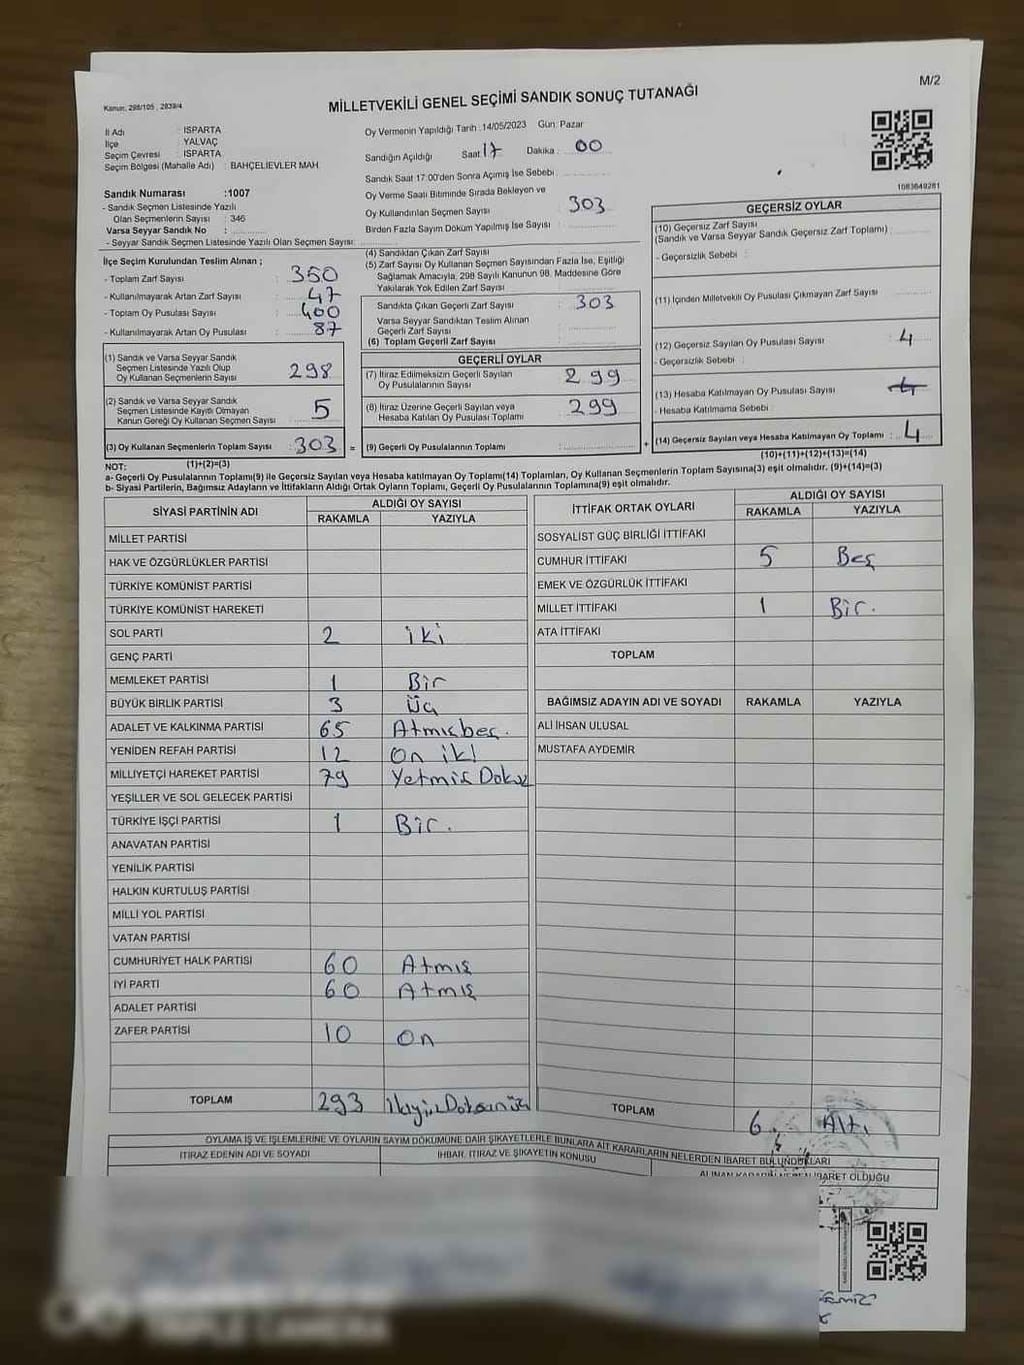 M/2
Kanun: 298/105 , 2839/4
MİLLETVEKİLİ GENEL SEÇİMİ SANDIK SONUÇ TUTANAĞI
İl Adı : ISPARTA
İlçe : YALVAÇ
Seçim Çevresi : ISPARTA
Seçim Bölgesi (Mahalle Adı) : BAHÇELİEVLER MAH.
Oy Vermenin Yapıldığı Tarih :14/05/2023 Gün: Pazar
Sandığın Açıldığı Saat 17 Dakika : 00
Sandık Saat 17:00'den Sonra Açılmış İse Sebebi :
Oy Verme Saati Bitiminde Sırada Bekleyen ve
Oy Kullandırılan Seçmen Sayısı 303
Birden Fazla Sayım Döküm Yapılmış İse Sayısı :
1083649281
Sandık Numarası :1007
- Sandık Seçmen Listesinde Yazılı
Olan Seçmenlerin Sayısı : 346
Varsa Seyyar Sandık No :
- Seyyar Sandık Seçmen Listesinde Yazılı Olan Seçmen Sayısı:
İlçe Seçim Kurulundan Teslim Alınan ;
- Toplam Zarf Sayısı : 350
- Kullanılmayarak Artan Zarf Sayısı : 47
- Toplam Oy Pusulası Sayısı : 400
- Kullanılmayarak Artan Oy Pusulası : 87
(1) Sandık ve Varsa Seyyar Sandık
Seçmen Listesinde Yazılı Olup
Oy Kullanan Seçmenlerin Sayısı 298
(2) Sandık ve Varsa Seyyar Sandık
Seçmen Listesinde Kayıtlı Olmayan
Kanun Gereği Oy Kullanan Seçmen Sayısı 5
(3) Oy Kullanan Seçmenlerin Toplam Sayısı : 303 =
(4) Sandıktan Çıkan Zarf Sayısı :
(5) Zarf Sayısı Oy Kullanan Seçmen Sayısından Fazla İse, Eşitliği
Sağlamak Amacıyla, 298 Sayılı Kanunun 98. Maddesine Göre
Yakılarak Yok Edilen Zarf Sayısı :
Sandıkta Çıkan Geçerli Zarf Sayısı : 303
Varsa Seyyar Sandıktan Teslim Alınan
Geçerli Zarf Sayısı :
(6) Toplam Geçerli Zarf Sayısı :
GEÇERLİ OYLAR
(7) İtiraz Edilmeksizin Geçerli Sayılan
Oy Pusulalarının Sayısı : 299
(8) İtiraz Üzerine Geçerli Sayılan veya
Hesaba Katılan Oy Pusulası Toplamı : 299
(9) Geçerli Oy Pusulalarının Toplamı : +
GEÇERSİZ OYLAR
(10) Geçersiz Zarf Sayısı
(Sandık ve Varsa Seyyar Sandık Geçersiz Zarf Toplamı) :
- Geçersizlik Sebebi :
(11) İçinden Milletvekili Oy Pusulası Çıkmayan Zarf Sayısı
(12) Geçersiz Sayılan Oy Pusulası Sayısı : 4
- Geçersizlik Sebebi :
(13) Hesaba Katılmayan Oy Pusulası Sayısı : 4
- Hesaba Katılmama Sebebi :
(14) Geçersiz Sayılan veya Hesaba Katılmayan Oy Toplamı : 4
(10)+(11)+(12)+(13)=(14)
NOT: (1)+(2)=(3)
a- Geçerli Oy Pusulalarının Toplamı(9) ile Geçersiz Sayılan veya Hesaba katılmayan Oy Toplamı(14) Toplamları, Oy Kullanan Seçmenlerin Toplam Sayısına(3) eşit olmalıdır. (9)+(14)=(3)
b- Siyasi Partilerin, Bağımsız Adayların ve İttifakların Aldığı Ortak Oyların Toplamı, Geçerli Oy Pusulalarının Toplamına(9) eşit olmalıdır.
SİYASİ PARTİNİN ADI ALDIĞI OY SAYISI
RAKAMLA YAZIYLA
MİLLET PARTİSİ
HAK VE ÖZGÜRLÜKLER PARTİSİ
TÜRKİYE KOMÜNİST PARTİSİ
TÜRKİYE KOMÜNİST HAREKETİ
SOL PARTİ 2 iki
GENÇ PARTİ
MEMLEKET PARTİSİ 1 Bir
BÜYÜK BİRLİK PARTİSİ 3 Üç
ADALET VE KALKINMA PARTİSİ 65 Atmışbeş.
YENİDEN REFAH PARTİSİ 12 On iki
MİLLİYETÇİ HAREKET PARTİSİ 79 Yetmiş Dokuz
YEŞİLLER VE SOL GELECEK PARTİSİ
TÜRKİYE İŞÇİ PARTİSİ 1 Bir.
ANAVATAN PARTİSİ
YENİLİK PARTİSİ
HALKIN KURTULUŞ PARTİSİ
MİLLİ YOL PARTİSİ
VATAN PARTİSİ
CUMHURİYET HALK PARTİSİ 60 Atmış
İYİ PARTİ 60 Atmış
ADALET PARTİSİ
ZAFER PARTİSİ 10 On
TOPLAM 293 İkiyüzDoksanüç
İTTİFAK ORTAK OYLARI ALDIĞI OY SAYISI
RAKAMLA YAZIYLA
SOSYALİST GÜÇ BİRLİĞİ İTTİFAKI
CUMHUR İTTİFAKI 5 Beş
EMEK VE ÖZGÜRLÜK İTTİFAKI
MİLLET İTTİFAKI 1 Bir.
ATA İTTİFAKI
TOPLAM
BAĞIMSIZ ADAYIN ADI VE SOYADI RAKAMLA YAZIYLA
ALİ İHSAN ULUSAL
MUSTAFA AYDEMİR
TOPLAM 6 Altı
OYLAMA İŞ VE İŞLEMLERİNE VE OYLARIN SAYIM DÖKÜMÜNE DAİR ŞİKAYETLERLE BUNLARA AİT KARARLARIN NELERDEN İBARET BULUNDUKLARI
İTİRAZ EDENİN ADI VE SOYADI
İHBAR, İTİRAZ VE ŞİKAYETİN KONUSU
ALINAN KARARIN NEDEN İBARET OLDUĞU